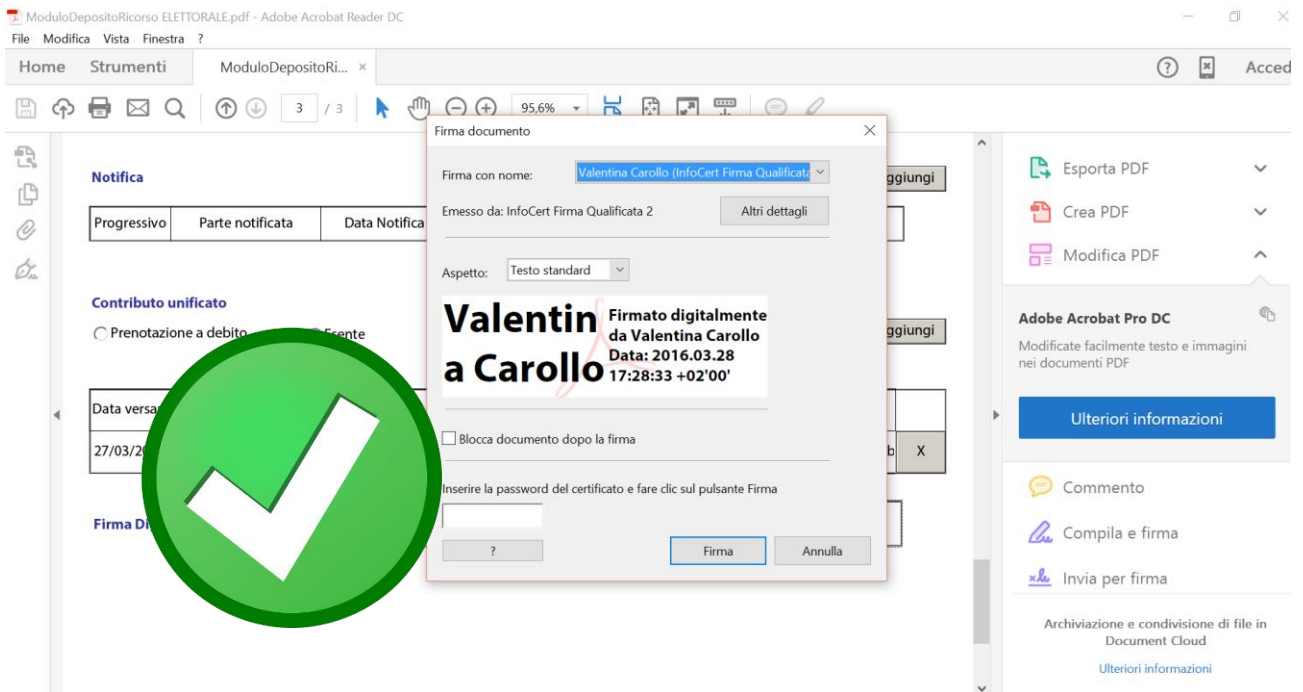 ModuloDepositoRicorso ELETTORALE.pdf - Adobe Acrobat Reader DC
File Modifica Vista Finestra ?
Home Strumenti ModuloDepositoRi... × Acced
3 / 3 95,6%
Firma documento
Notifica
Firma con nome: Valentina Carollo (InfoCert Firma Qualificata
ggiungi
Emesso da: InfoCert Firma Qualificata 2 Altri dettagli
Progressivo Parte notificata Data Notifica
Aspetto: Testo standard
Contributo unificato
Prenotazione a debito
ggiungi
Valentin
a Carollo
Firmato digitalmente
da Valentina Carollo
Data: 2016.03.28
17:28:33 +02'00'
Data versa
Blocca documento dopo la firma
27/03/20
b X
Inserire la password del certificato e fare clic sul pulsante Firma
Firma Di
? Firma Annulla
Esporta PDF
Crea PDF
Modifica PDF
Adobe Acrobat Pro DC
Modificate facilmente testo e immagini
nei documenti PDF
Ulteriori informazioni
Commento
Compila e firma
Invia per firma
Archiviazione e condivisione di file in
Document Cloud
Ulteriori informazioni